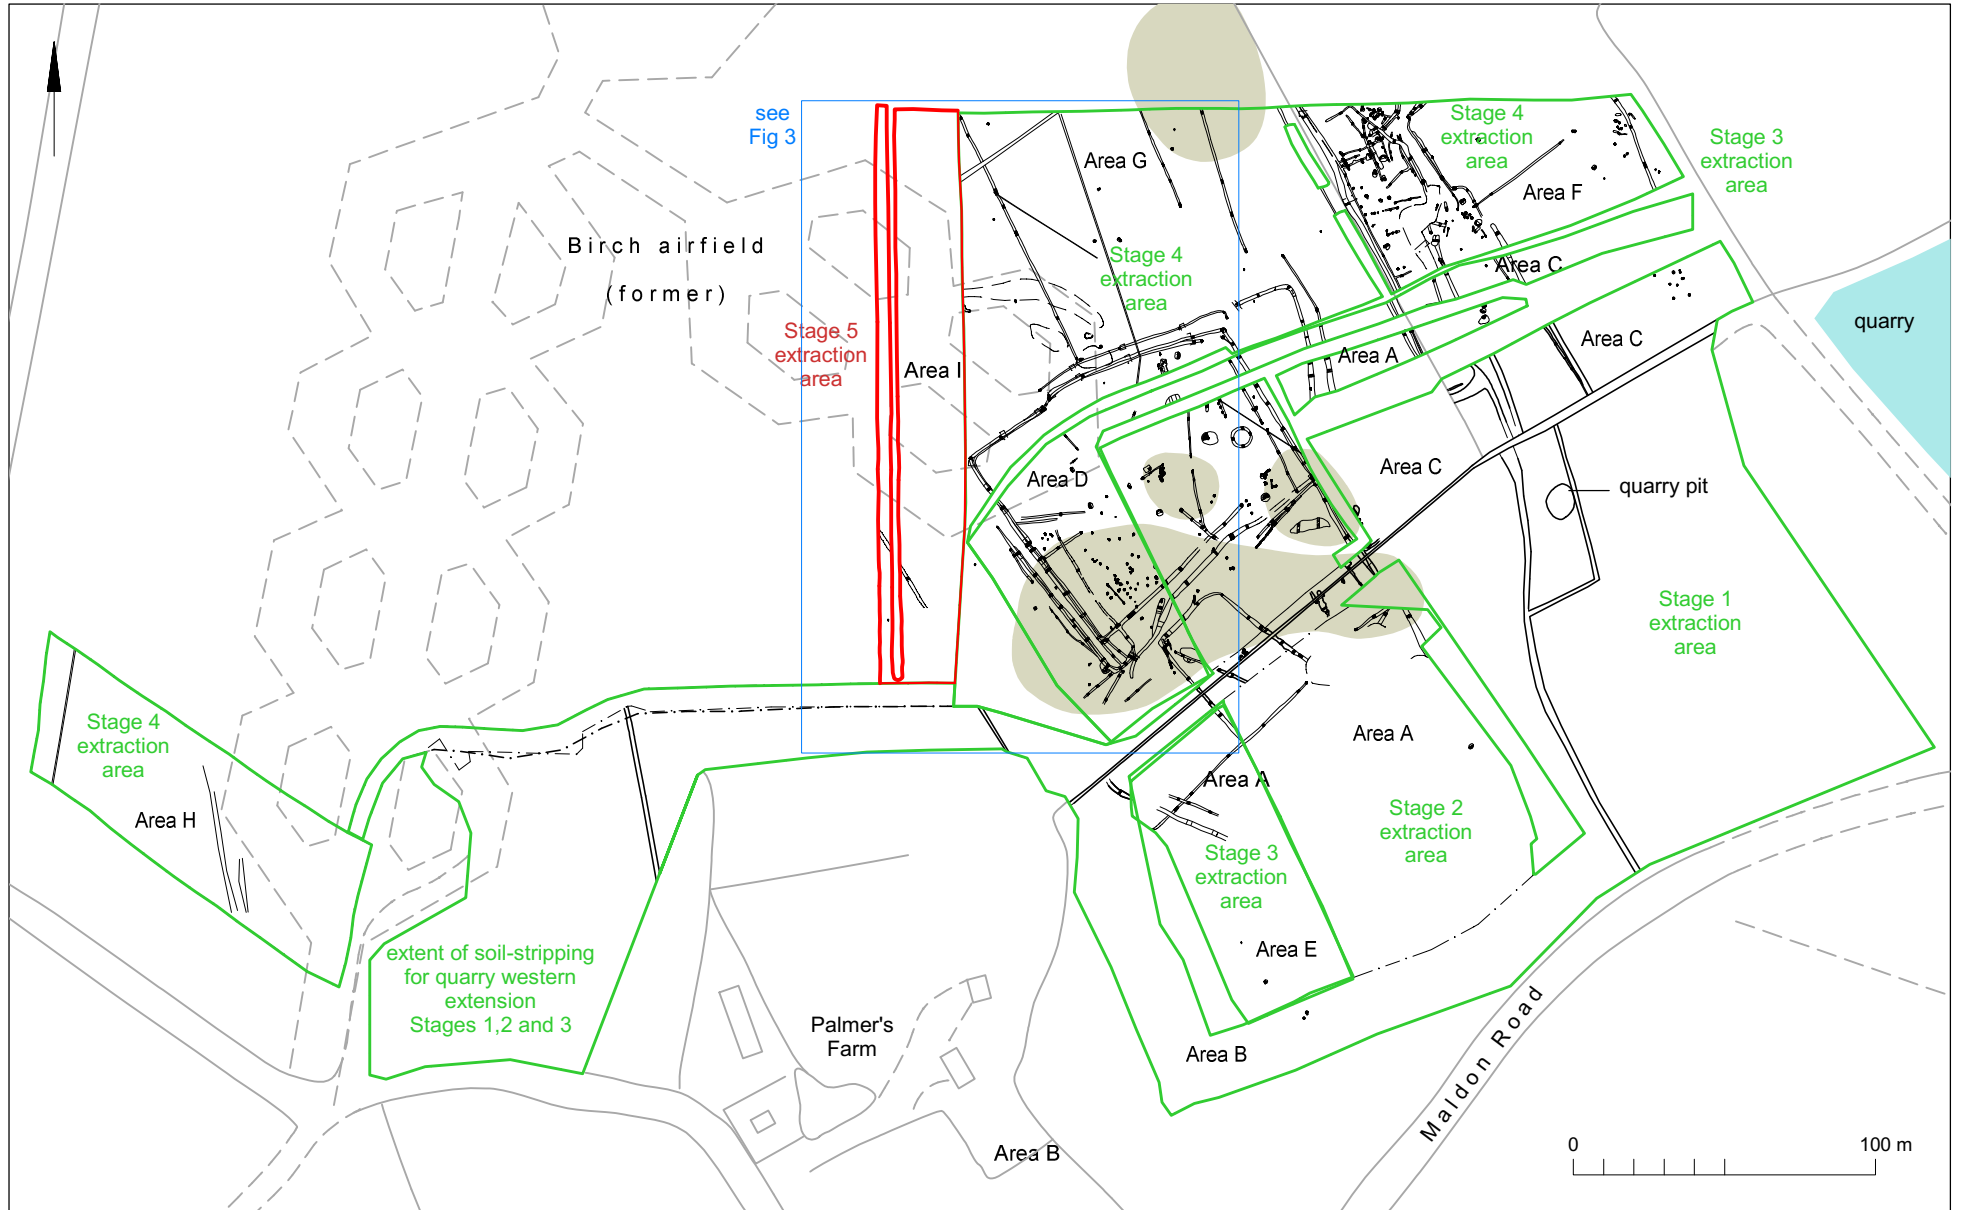 see
Fig 3
Stage 4
extraction
area
Stage 3
extraction
area
Area G
Area F
Birch airfield
(former)
Stage 4
extraction
area
Area C
quarry
Stage 5
extraction
area
Area I
Area A
Area C
Area D
Area C
quarry pit
Stage 1
extraction
area
Stage 4
extraction
area
Area H
Area A
Area A
Stage 2
extraction
area
Stage 3
extraction
area
Area E
extent of soil-stripping
for quarry western
extension
Stages 1,2 and 3
Palmer's
Farm
Area B
Maldon Road
Area B
0
100 m